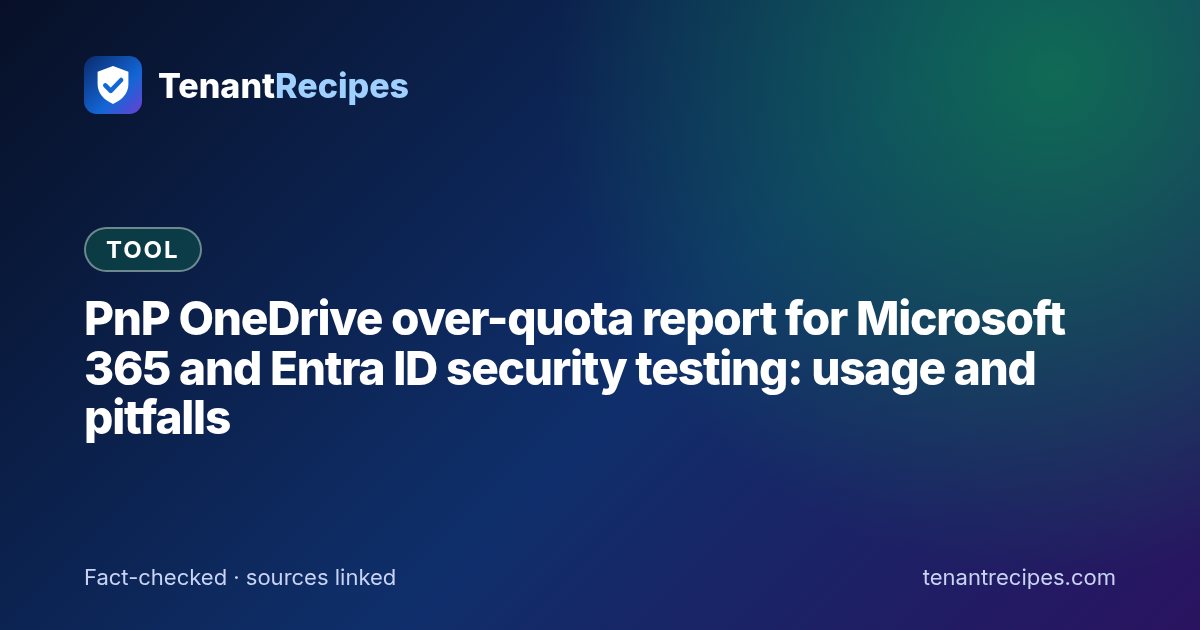 TenantRecipes
TOOL
PnP OneDrive over-quota report for Microsoft
365 and Entra ID security testing: usage and
pitfalls
Fact-checked · sources linked
tenantrecipes.com